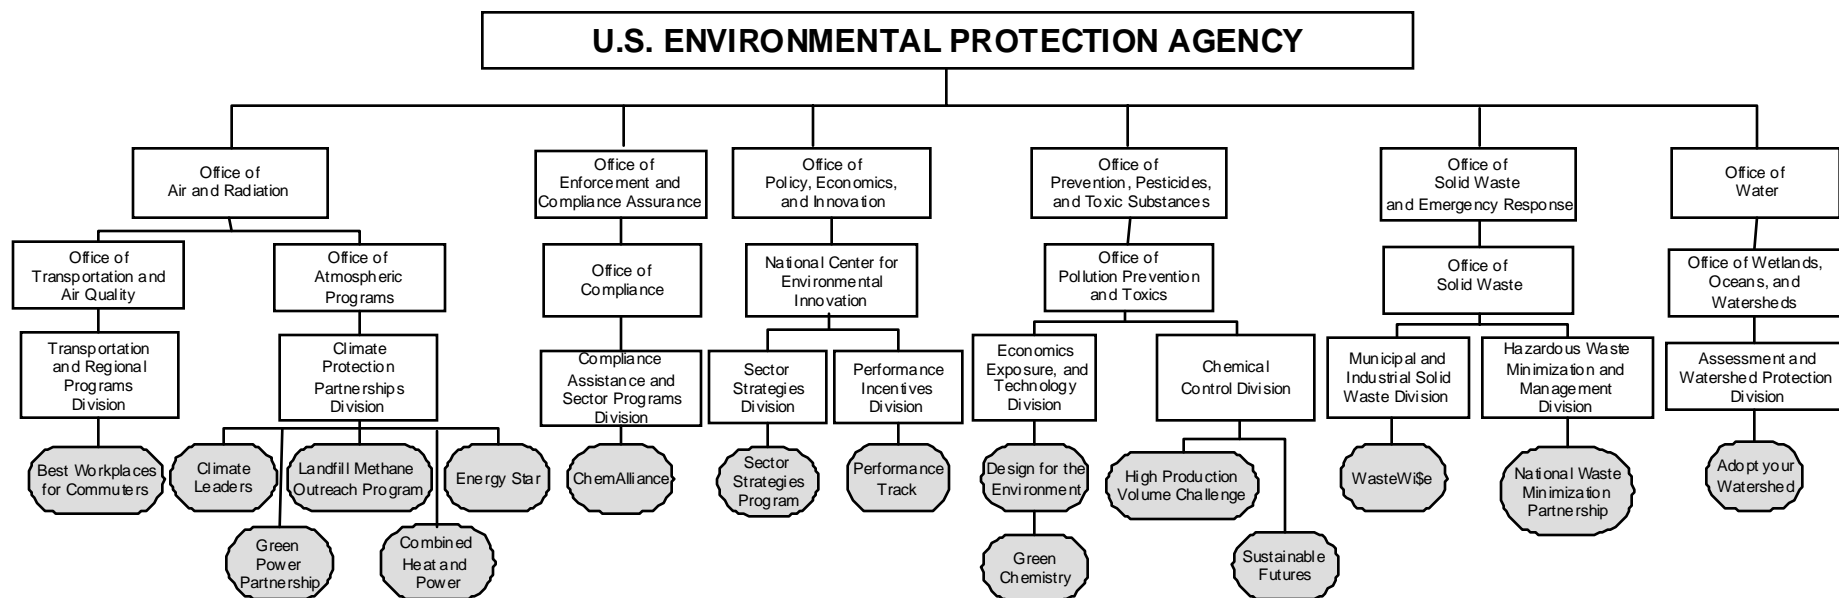 U.S. ENVIRONMENTAL PROTECTION AGENCY
Office of
Air and Radiation
Office of
Enforcement and
Compliance Assurance
Office of
Policy, Economics,
and Innovation
Office of
Prevention, Pesticides,
and Toxic Substances
Office of
Solid Waste
and Emergency Response
Office of
Water
Office of
Transportation and
Air Quality
Office of
Atmospheric
Programs
Office of
Compliance
National Center for
Environmental
Innovation
Office of
Pollution Prevention
and Toxics
Office of
Solid Waste
Office of Wetlands,
Oceans, and
Watersheds
Transportation
and Regional
Programs
Division
Climate
Protection
Partnerships
Division
Compliance
Assistance and
Sector Programs
Division
Sector
Strategies
Division
Performance
Incentives
Division
Economics
Exposure, and
Technology
Division
Chemical
Control Division
Municipal and
Industrial Solid
Waste Division
Hazardous Waste
Minimization and
Management
Division
Assessment and
Watershed Protection
Division
Best Workplaces
for Commuters
Climate
Leaders
Landfill Methane
Outreach Program
Energy Star
ChemAlliance
Sector
Strategies
Program
Performance
Track
Design for the
Environment
High Production
Volume Challenge
WasteWi$e
National Waste
Minimization
Partnership
Adopt your
Watershed
Green
Power
Partnership
Combined
Heat and
Power
Green
Chemistry
Sustainable
Futures